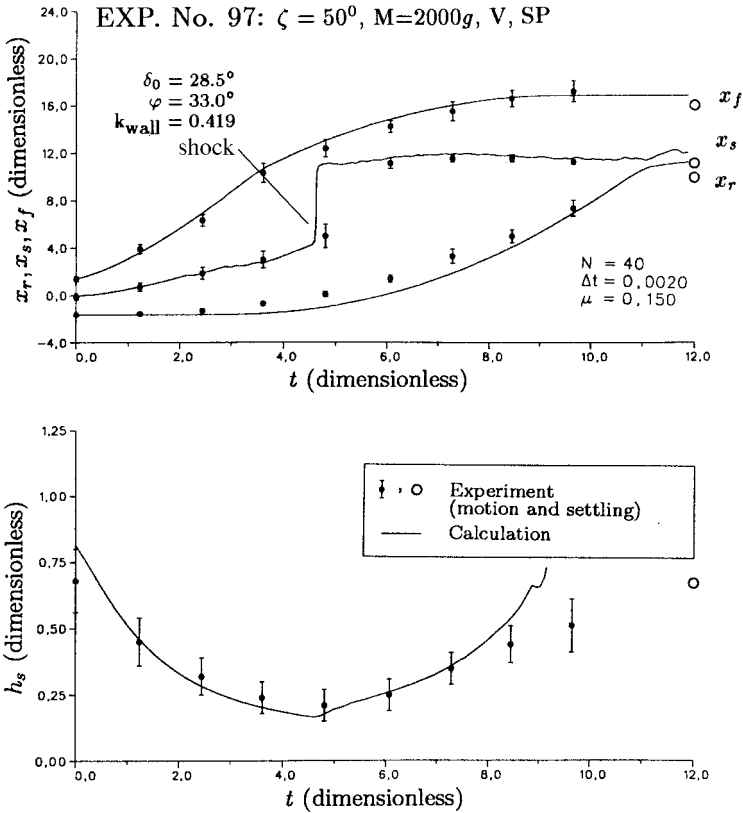 EXP. No. 97: ζ = 50⁰, M=2000g, V, SP
24,0
20,0
16,0
12,0
8,0
4,0
0,0
−4,0
x_r, x_s, x_f (dimensionless)
δ₀ = 28.5°
φ = 33.0°
k_wall = 0.419
shock
x_f
x_s
x_r
N = 40
Δt = 0,0020
μ = 0,150
0,0 2,0 4,0 6,0 8,0 10,0 12,0
t (dimensionless)
1,25
1,00
0,75
0,50
0,25
0,00
h_s (dimensionless)
, Experiment
(motion and settling)
Calculation
0,0 2,0 4,0 6,0 8,0 10,0 12,0
t (dimensionless)